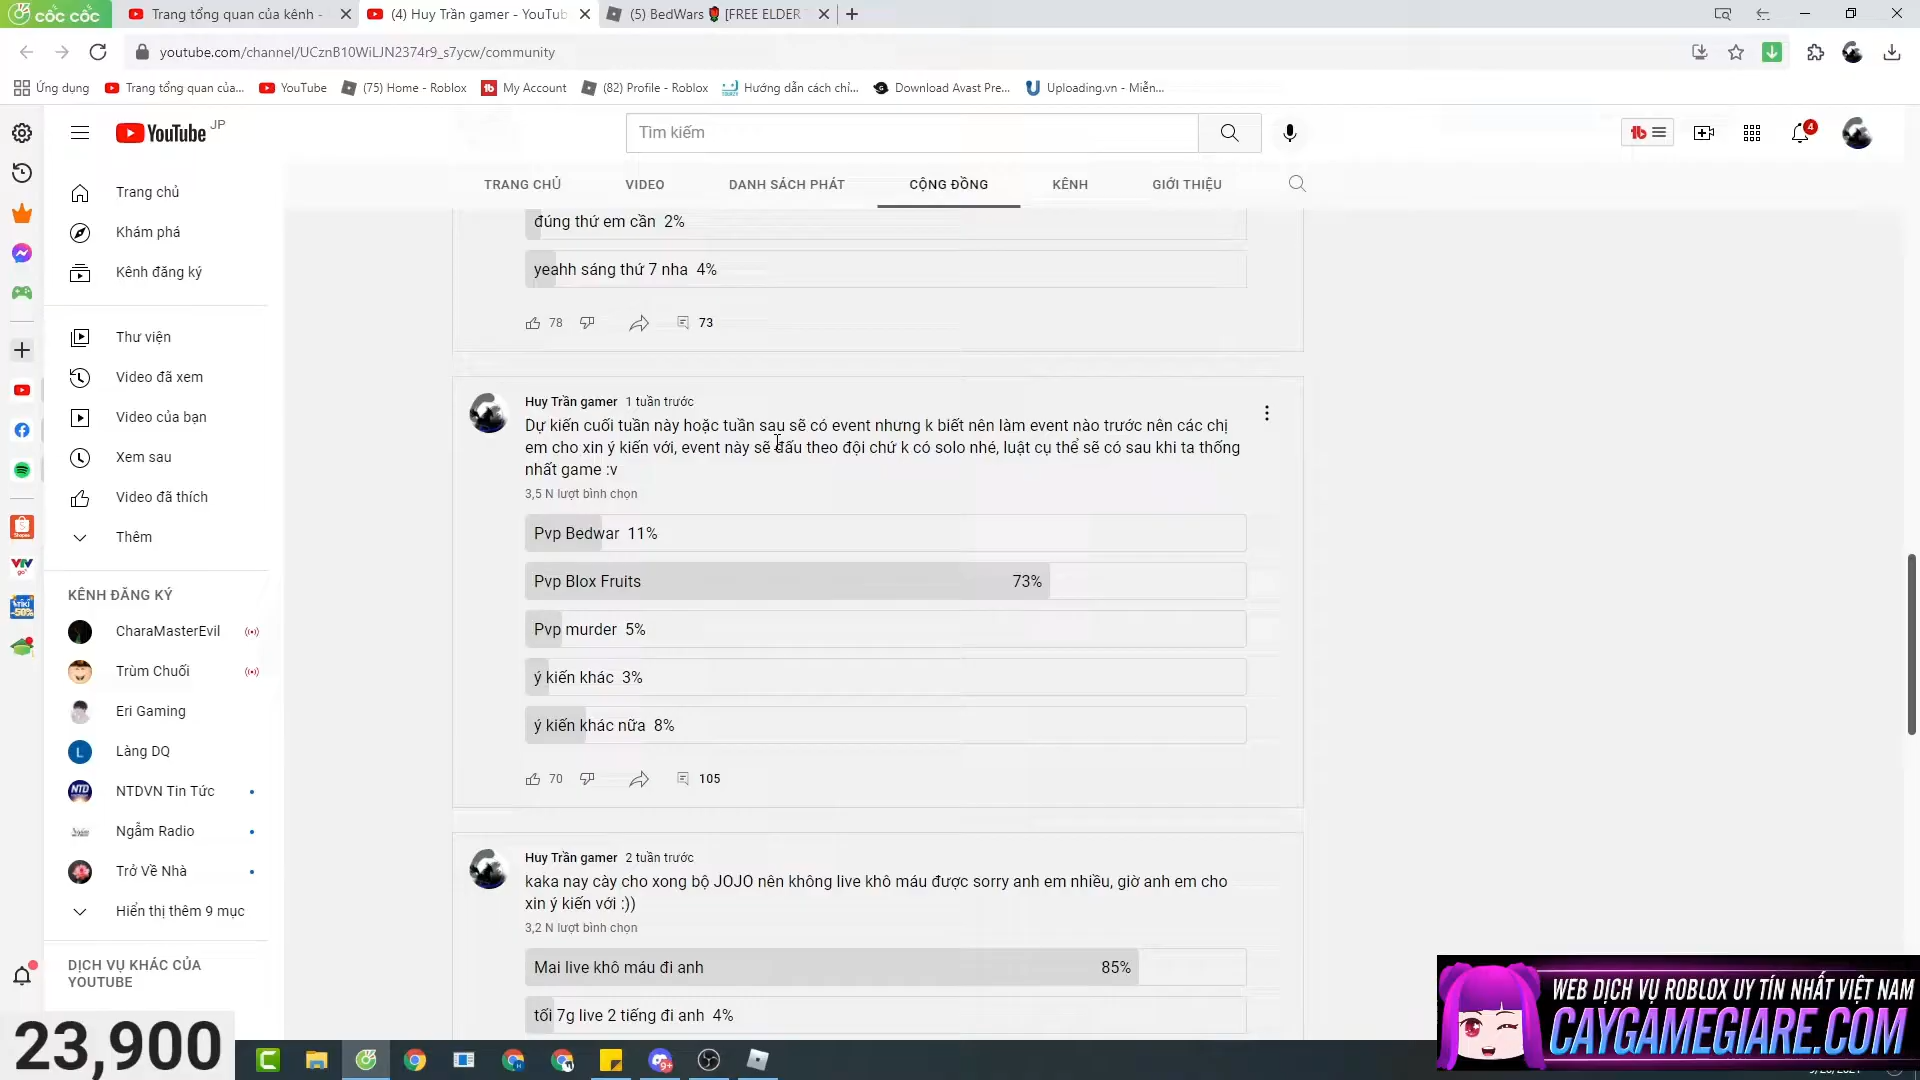 cốc cốc
Trang tổng quan của kênh -
(4) Huy Trần gamer - YouTub
(5) BedWars [FREE ELDER T
youtube.com/channel/UCznB10WiLJN2374r9_s7ycw/community
Ứng dụng
Trang tổng quan của...
YouTube
(75) Home - Roblox
My Account
(82) Profile - Roblox
Hướng dẫn cách chỉ...
Download Avast Pre...
Uploading.vn - Miễn...
YouTube JP
Tìm kiếm
4
TRANG CHỦ
VIDEO
DANH SÁCH PHÁT
CỘNG ĐỒNG
KÊNH
GIỚI THIỆU
Trang chủ
Khám phá
Kênh đăng ký
Thư viện
Video đã xem
Video của bạn
Xem sau
Video đã thích
Thêm
KÊNH ĐĂNG KÝ
CharaMasterEvil
Trùm Chuối
Eri Gaming
L Làng DQ
NTD NTDVN Tin Tức
Ngẫm Radio
Trở Về Nhà
Hiển thị thêm 9 mục
DỊCH VỤ KHÁC CỦA
YOUTUBE
đúng thứ em cần 2%
yeahh sáng thứ 7 nha 4%
78
73
Huy Trần gamer 1 tuần trước
Dự kiến cuối tuần này hoặc tuần sau sẽ có event nhưng k biết nên làm event nào trước nên các chị
em cho xin ý kiến với, event này sẽ đấu theo đội chứ k có solo nhé, luật cụ thể sẽ có sau khi ta thống
nhất game :v
3,5 N lượt bình chọn
Pvp Bedwar 11%
Pvp Blox Fruits 73%
Pvp murder 5%
ý kiến khác 3%
ý kiến khác nữa 8%
70
105
Huy Trần gamer 2 tuần trước
kaka nay cày cho xong bộ JOJO nên không live khô máu được sorry anh em nhiều, giờ anh em cho
xin ý kiến với :))
3,2 N lượt bình chọn
Mai live khô máu đi anh 85%
tối 7g live 2 tiếng đi anh 4%
23,900
WEB DỊCH VỤ ROBLOX UY TÍN NHẤT VIỆT NAM
CAYGAMEGIARE.COM